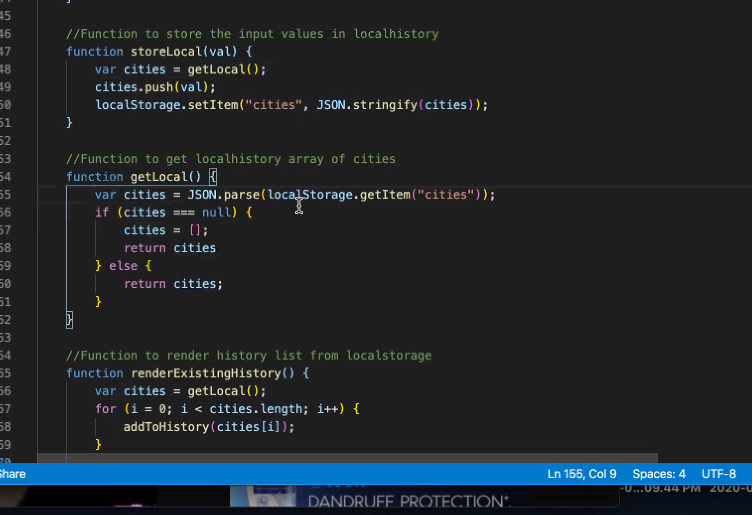 45
46 //Function to store the input values in localhistory
47 function storeLocal(val) {
48 var cities = getLocal();
49 cities.push(val);
50 localStorage.setItem("cities", JSON.stringify(cities));
51 }
52
53 //Function to get localhistory array of cities
54 function getLocal() {
55 var cities = JSON.parse(localStorage.getItem("cities"));
56 if (cities === null) {
57 cities = [];
58 return cities
59 } else {
60 return cities;
61 }
62 }
63
64 //Function to render history list from localstorage
65 function renderExistingHistory() {
66 var cities = getLocal();
67 for (i = 0; i < cities.length; i++) {
68 addToHistory(cities[i]);
69 }
Share Ln 155, Col 9 Spaces: 4 UTF-8
DANDRUFF PROTECTION*.
09.44 PM 2020-0